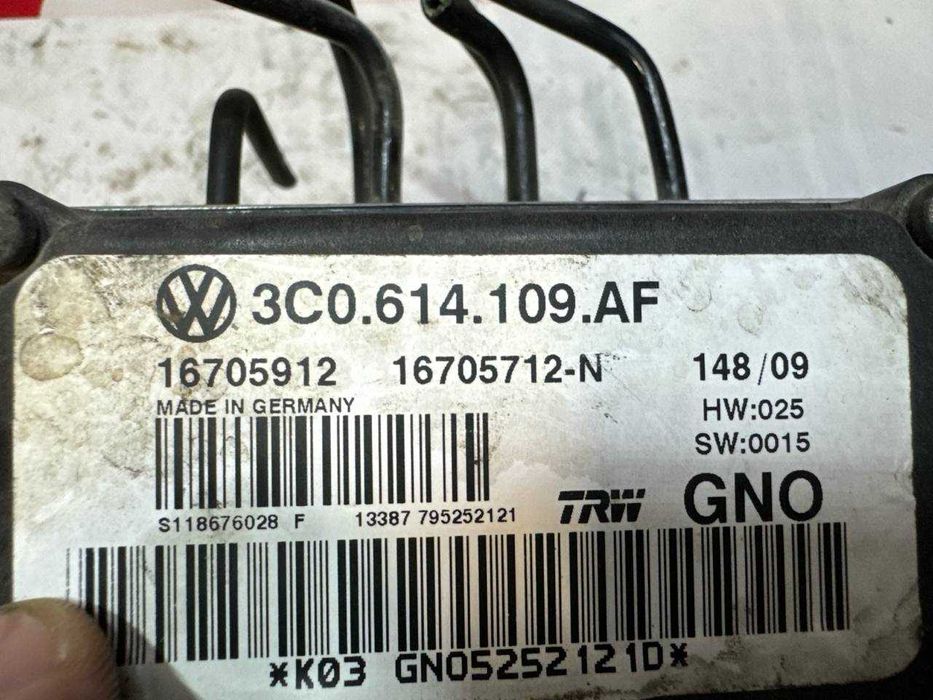 3C0.614.109.AF
16705912 16705712-N 148/09
MADE IN GERMANY HW:025
SW:0015
S118676028 F 13387 795252121 TRW GNO
*K03 GNO5252121D*